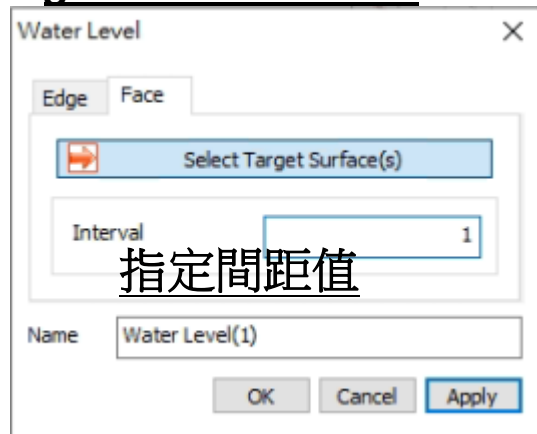 Water Level
Edge Face
Select Target Surface(s)
Interval 1
指定間距值
Name Water Level(1)
OK Cancel Apply